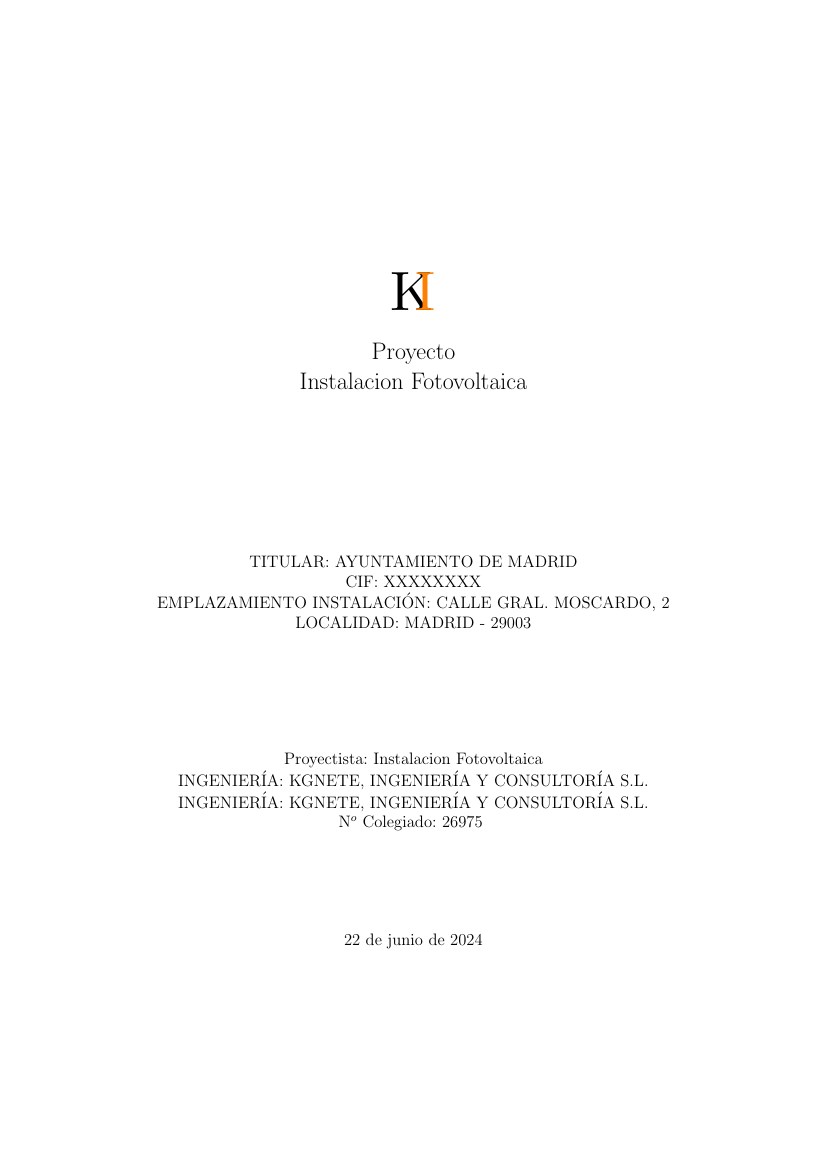 KI
Proyecto
Instalacion Fotovoltaica
TITULAR: AYUNTAMIENTO DE MADRID
CIF: XXXXXXXX
EMPLAZAMIENTO INSTALACIÓN: CALLE GRAL. MOSCARDO, 2
LOCALIDAD: MADRID - 29003
Proyectista: Instalacion Fotovoltaica
INGENIERÍA: KGNETE, INGENIERÍA Y CONSULTORÍA S.L.
INGENIERÍA: KGNETE, INGENIERÍA Y CONSULTORÍA S.L.
Nº Colegiado: 26975
22 de junio de 2024